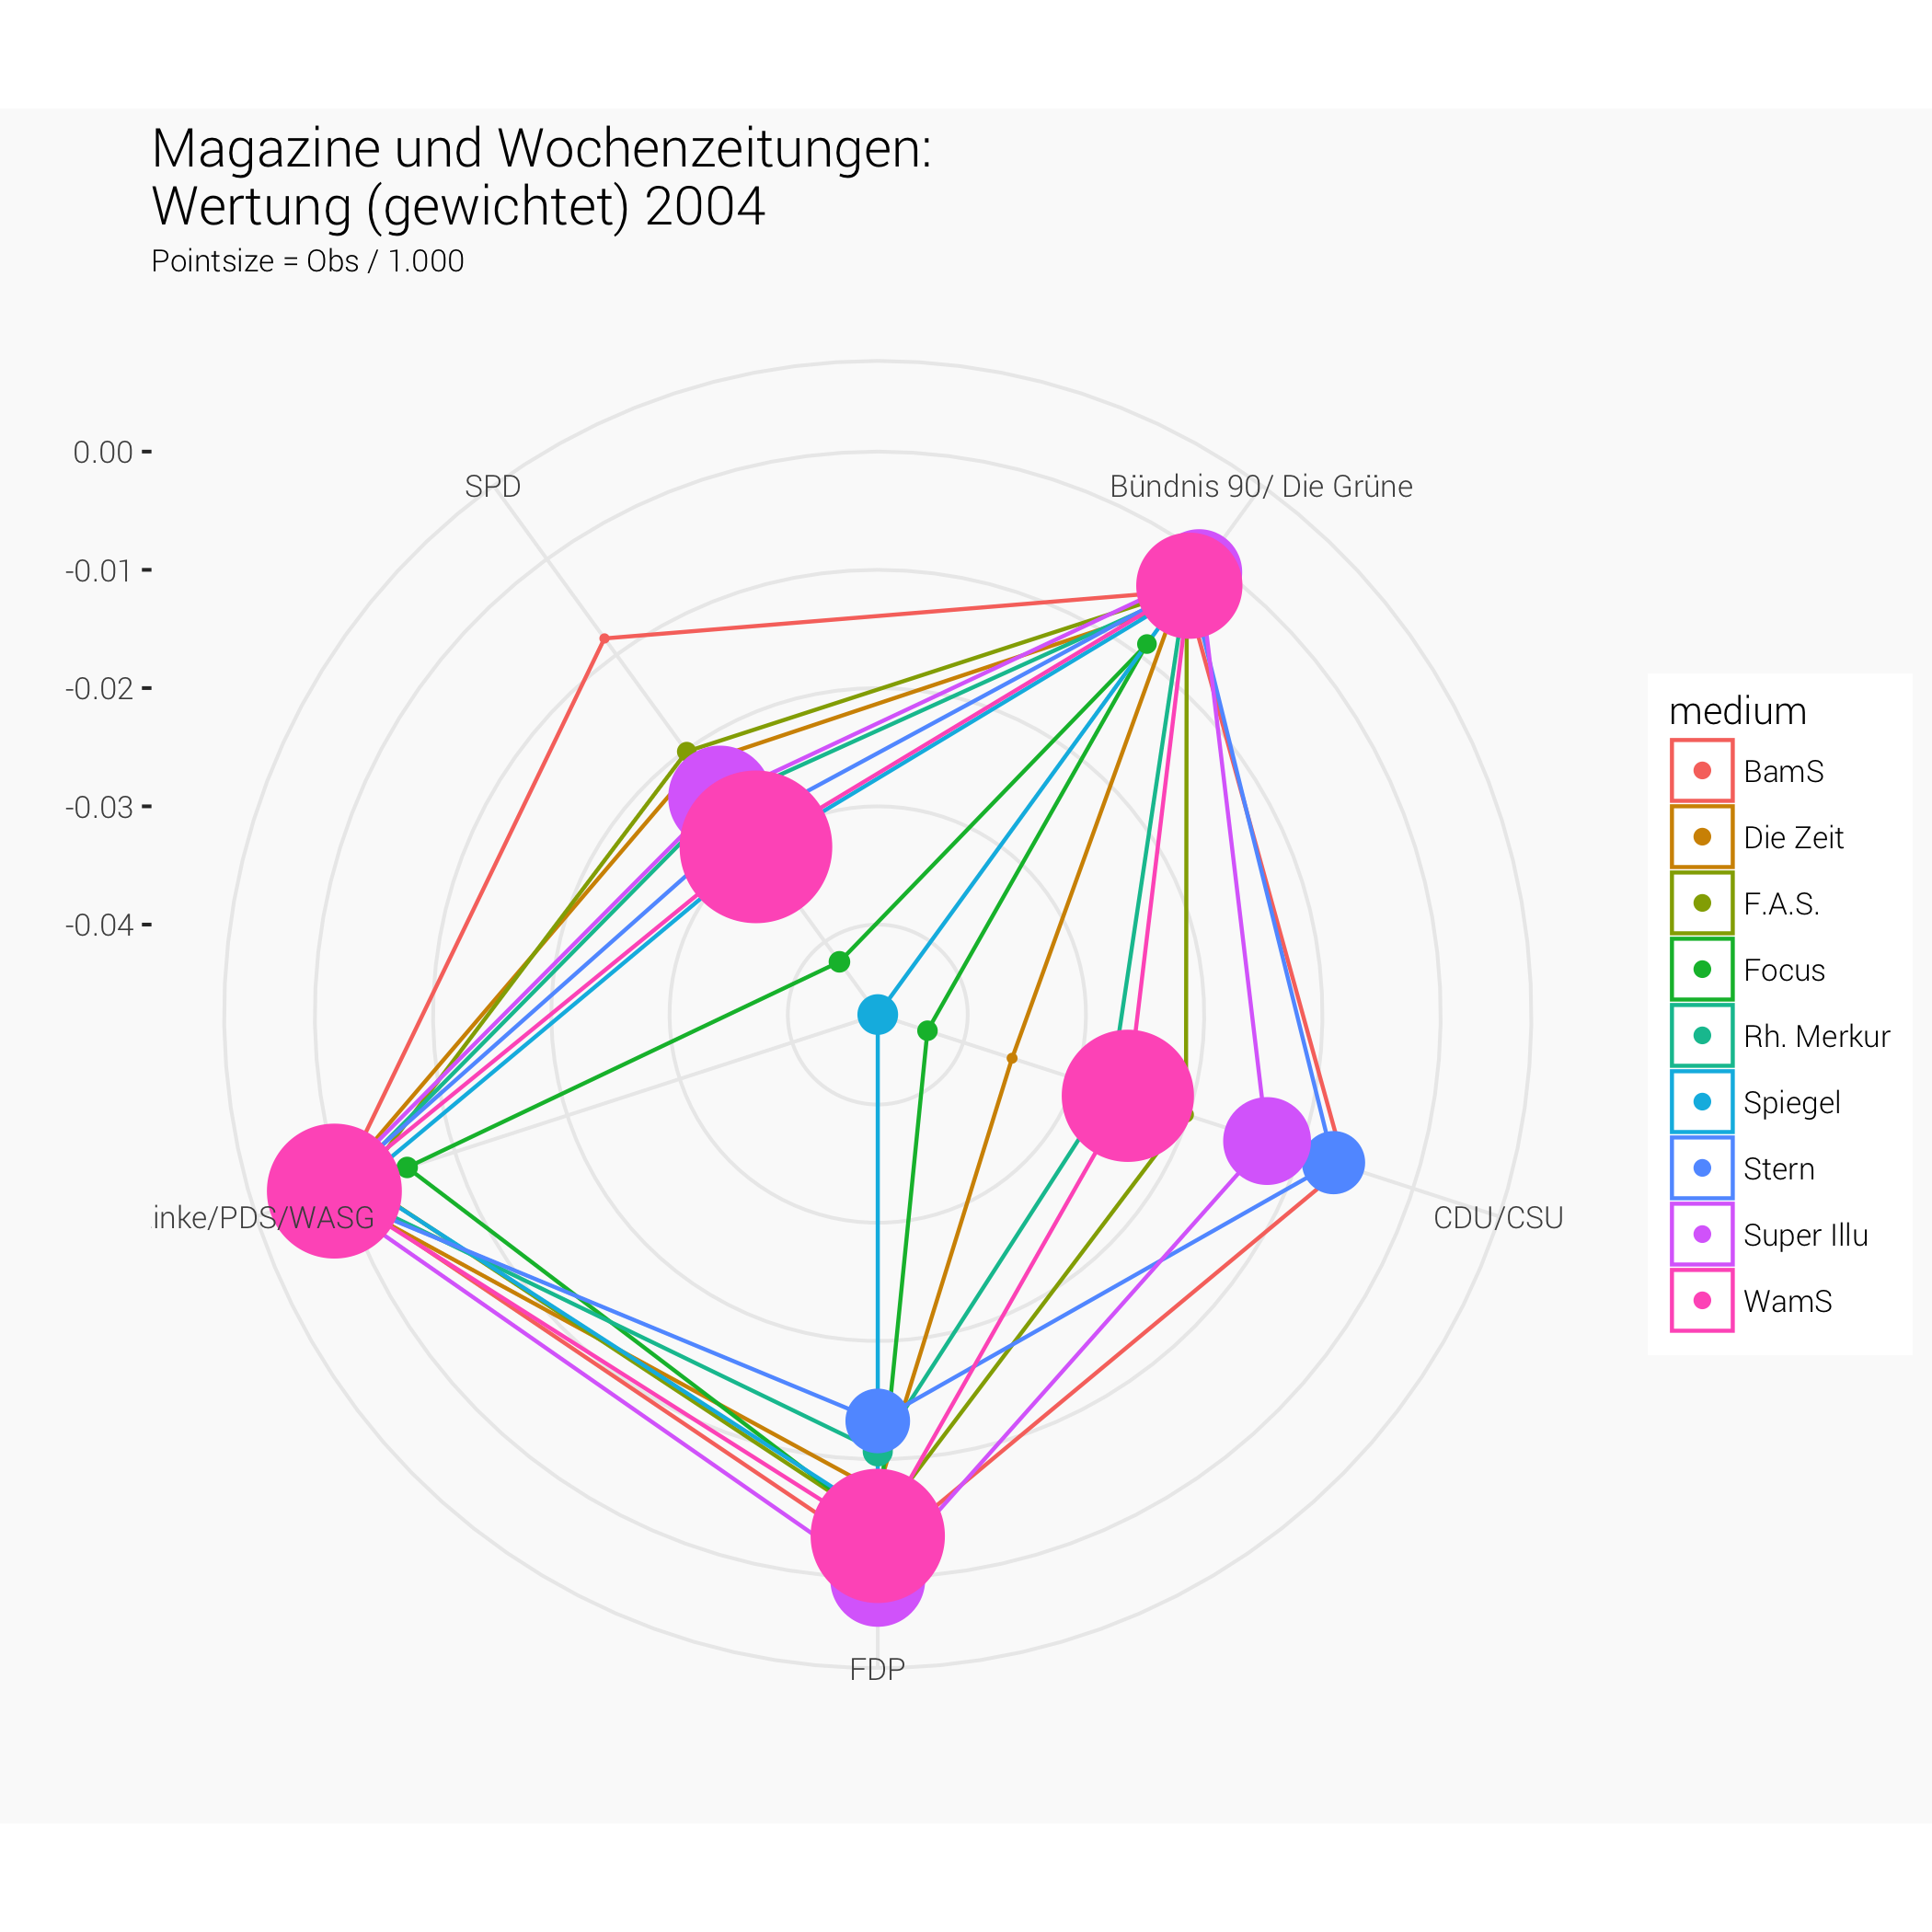 Magazine und Wochenzeitungen:
Wertung (gewichtet) 2004
Pointsize = Obs / 1.000
0.00
-0.01
-0.02
-0.03
-0.04
SPD
Bündnis 90/ Die Grüne
inke/PDS/WASG
CDU/CSU
FDP
medium
BamS
Die Zeit
F.A.S.
Focus
Rh. Merkur
Spiegel
Stern
Super Illu
WamS